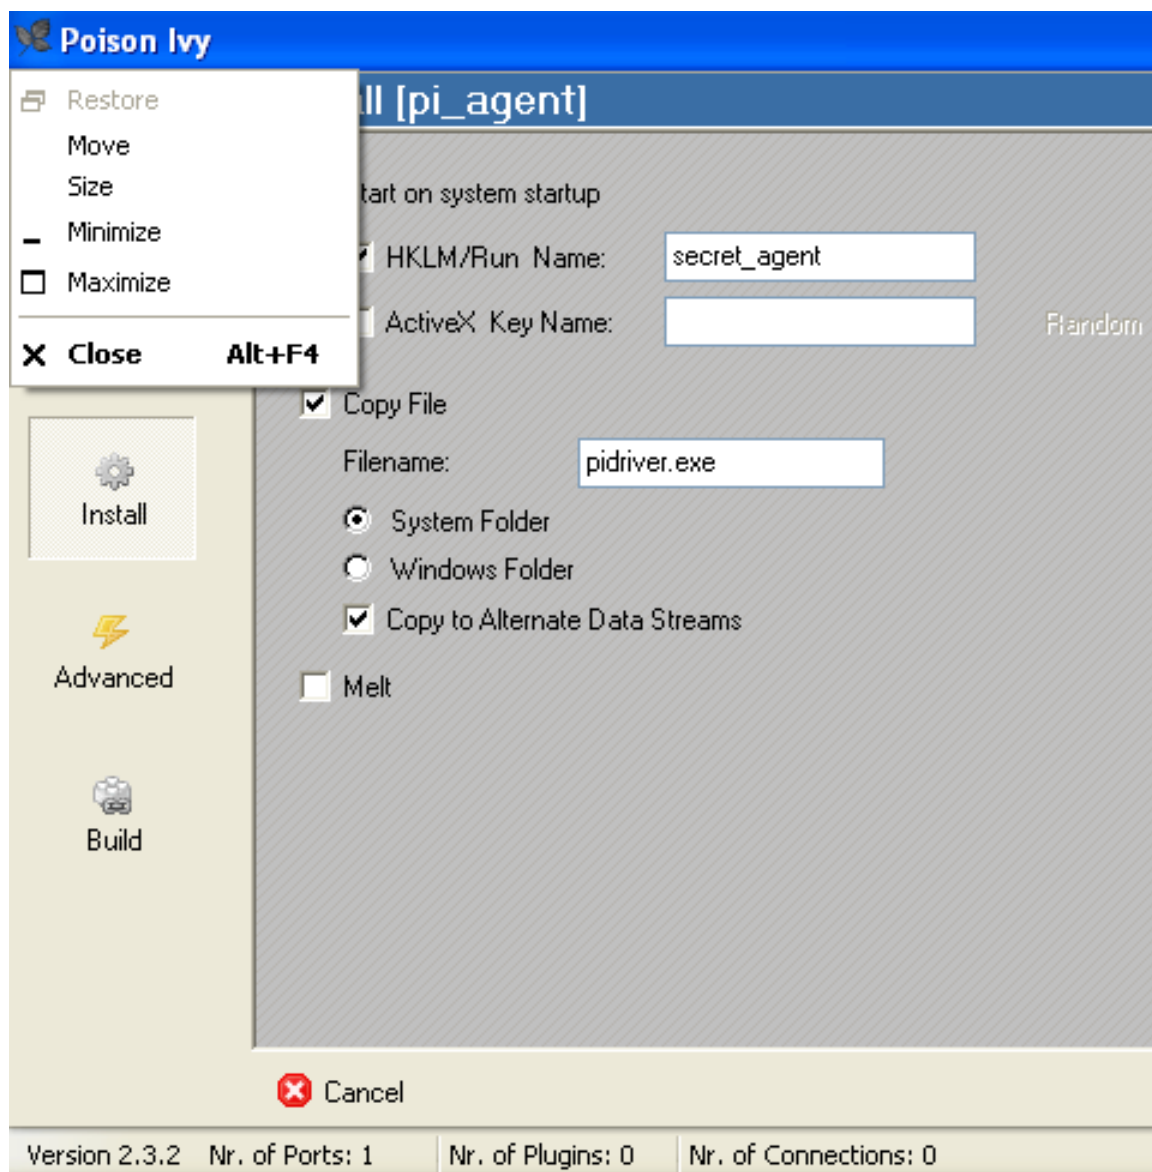 Poison Ivy
Restore
Move
Size
Minimize
Maximize
Close Alt+F4
[pi_agent]
on system startup
HKLM/Run Name: secret_agent
ActiveX Key Name: Random
Copy File
Filename: pidriver.exe
System Folder
Windows Folder
Copy to Alternate Data Streams
Melt
Install
Advanced
Build
Cancel
Version 2.3.2 Nr. of Ports: 1 Nr. of Plugins: 0 Nr. of Connections: 0